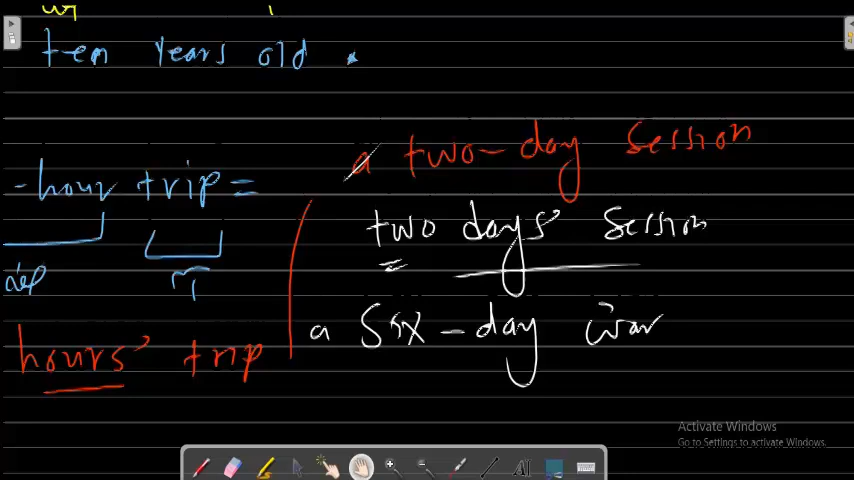 ten years old .
a two-day session
-hour trip =
two days' session
a six-day war
hours' trip
Activate Windows
Go to Settings to activate Windows.